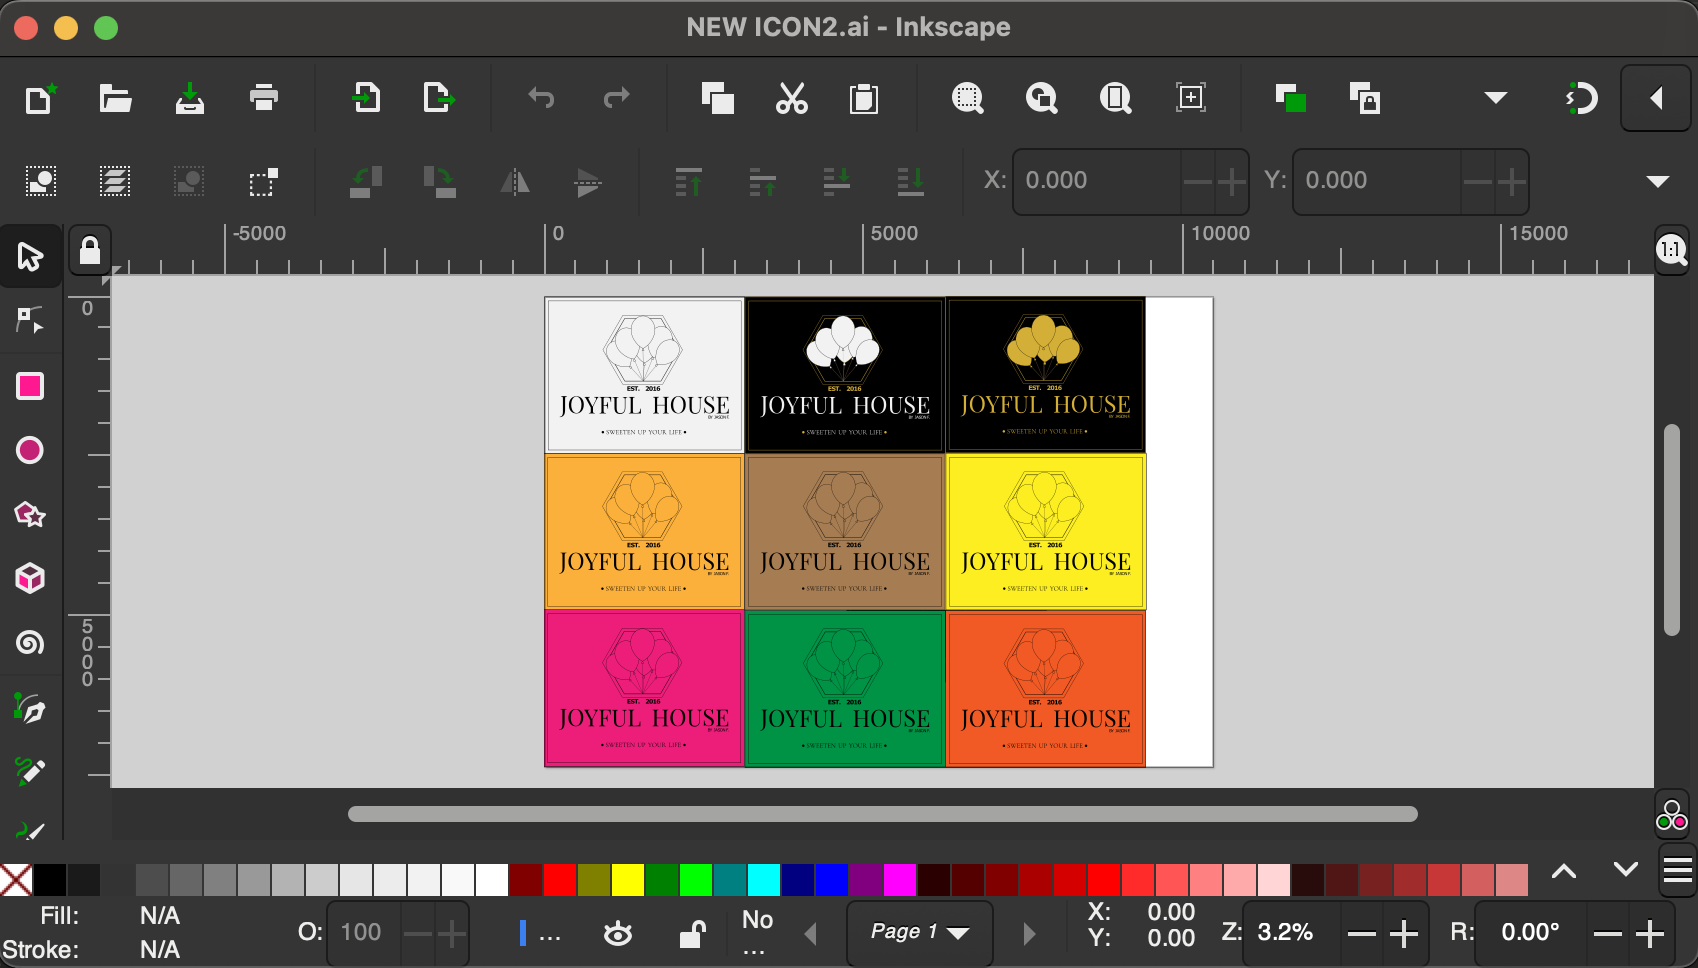 NEW ICON2.ai - Inkscape
X: 0.000
Y: 0.000
-5000 0 5000 10000 15000
1:1
0
5000
EST. 2016
JOYFUL HOUSE
BY JASON F.
• SWEETEN UP YOUR LIFE •
EST. 2016
JOYFUL HOUSE
BY JASON F.
• SWEETEN UP YOUR LIFE •
EST. 2016
JOYFUL HOUSE
BY JASON F.
• SWEETEN UP YOUR LIFE •
EST. 2016
JOYFUL HOUSE
BY JASON F.
• SWEETEN UP YOUR LIFE •
EST. 2016
JOYFUL HOUSE
BY JASON F.
• SWEETEN UP YOUR LIFE •
EST. 2016
JOYFUL HOUSE
BY JASON F.
• SWEETEN UP YOUR LIFE •
EST. 2016
JOYFUL HOUSE
BY JASON F.
• SWEETEN UP YOUR LIFE •
EST. 2016
JOYFUL HOUSE
BY JASON F.
• SWEETEN UP YOUR LIFE •
EST. 2016
JOYFUL HOUSE
BY JASON F.
• SWEETEN UP YOUR LIFE •
Fill: N/A
Stroke: N/A
O: 100
...
No
...
Page 1
X: 0.00
Y: 0.00
Z: 3.2%
R: 0.00°